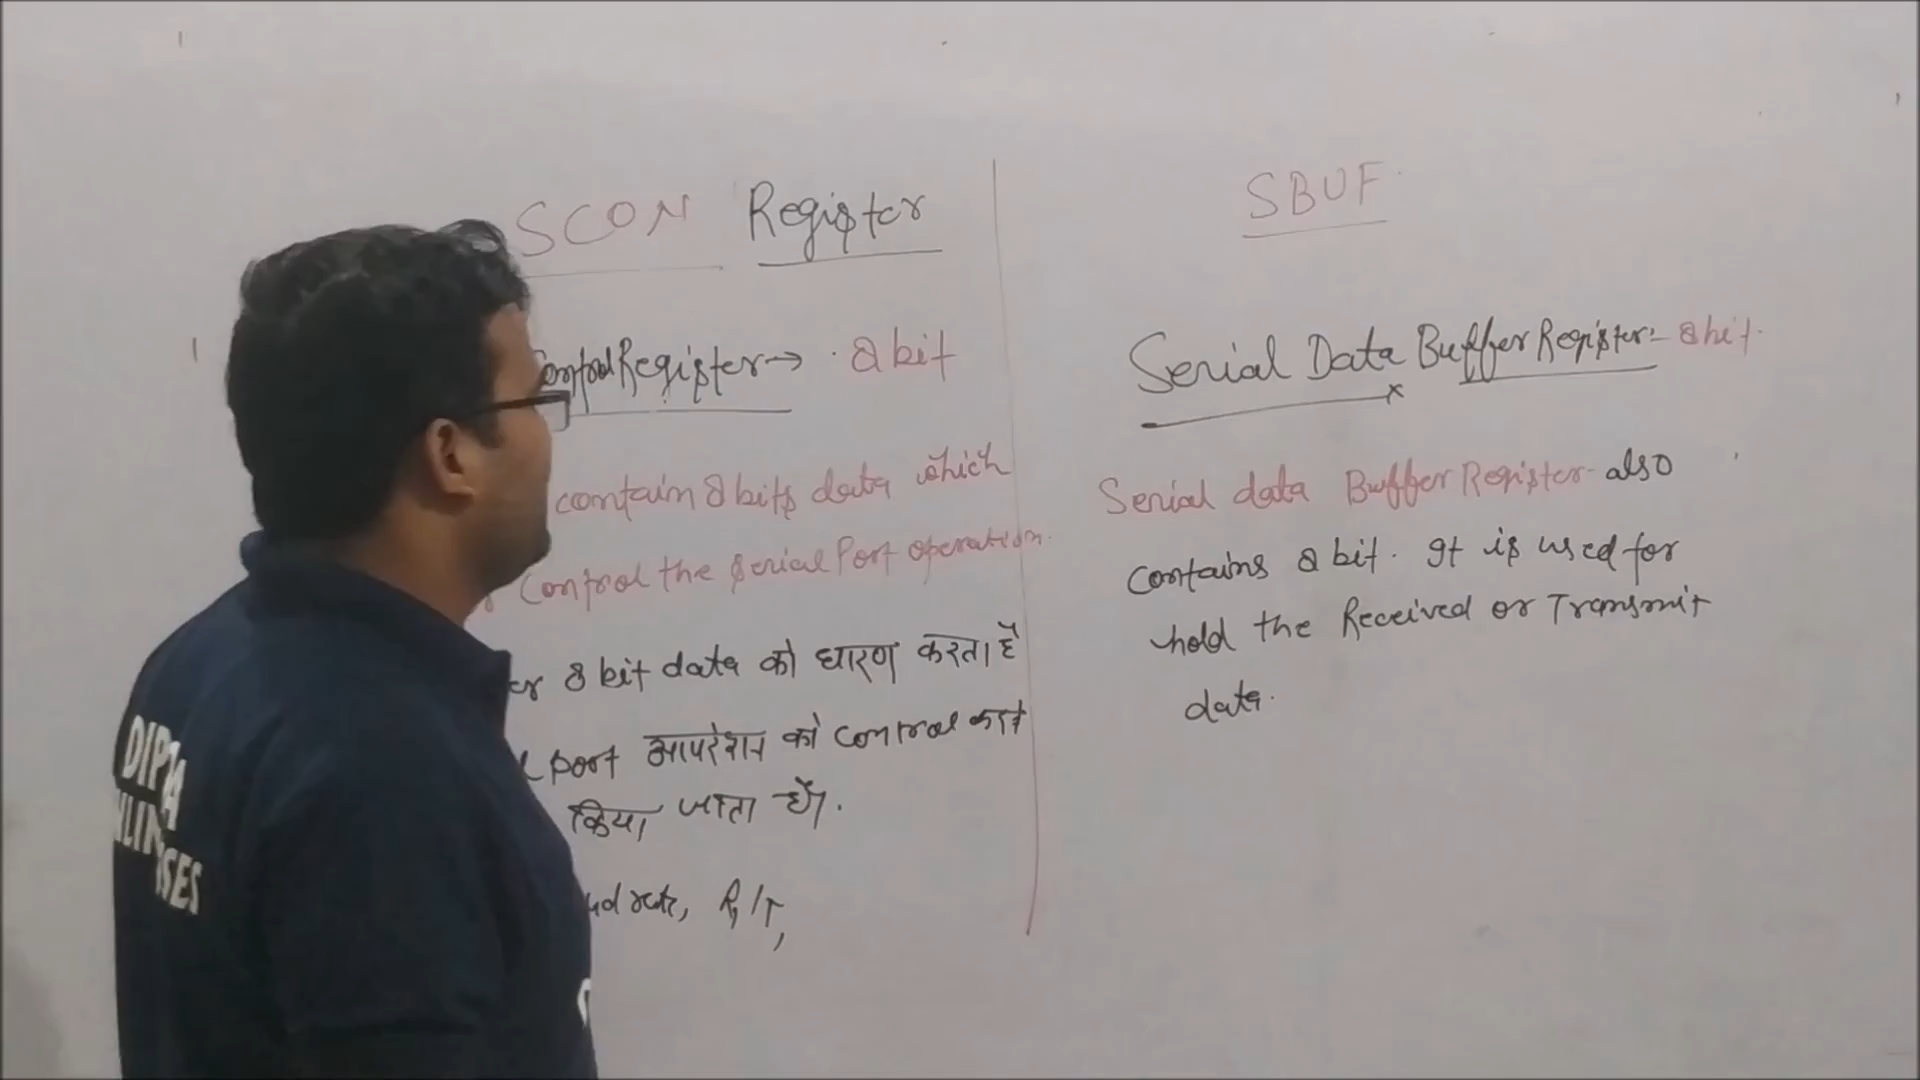 SCON Register
Control Register → 8 bit
contain 8 bits data which
control the serial Port operation.
8 bit data को धारण करता है
port आपरेशन को control करने
किया जाता है।
rate, R/T,
SBUF
Serial Data Buffer Register:- 8 bit.
Serial data Buffer Register also
contains 8 bit. It is used for
hold the Received or Transmit
data.
DIP